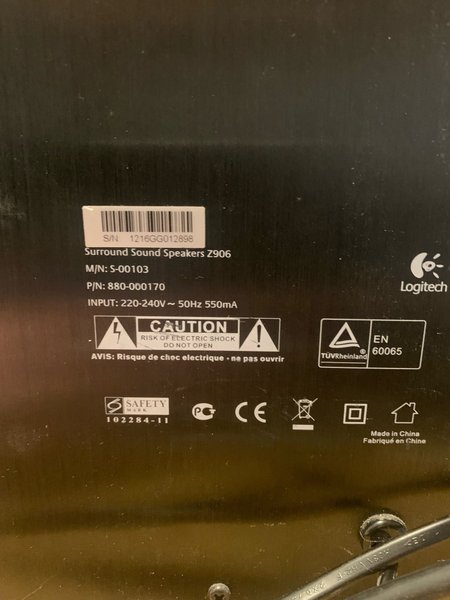 S/N 1216GG012898
Surround Sound Speakers Z906
M/N: S-00103
P/N: 880-000170
INPUT: 220-240V ~ 50Hz 550mA
Logitech
CAUTION
RISK OF ELECTRIC SHOCK
DO NOT OPEN
AVIS: Risque de choc electrique - ne pas ouvrir
TÜVRheinland
EN
60065
S SAFETY
MARK
102284-11
CE
Made in China
Fabriqué en Chine